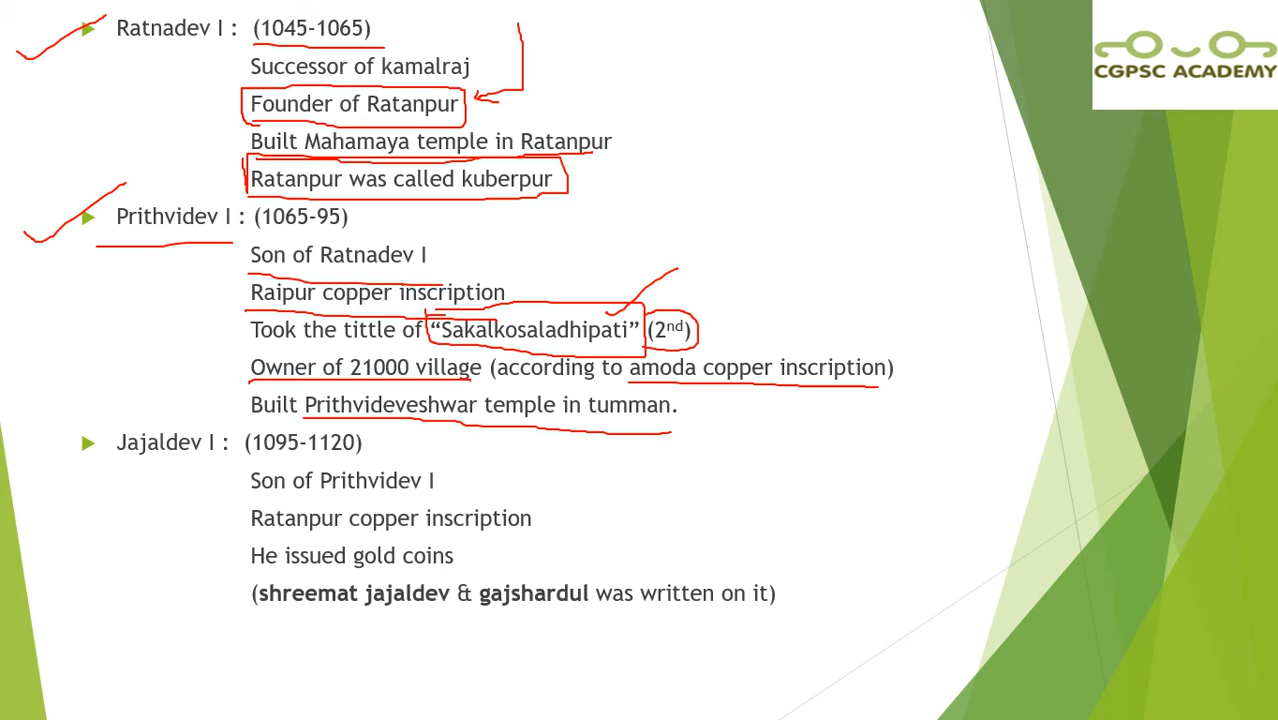 Ratnadev I : (1045-1065)
Successor of kamalraj
Founder of Ratanpur
Built Mahamaya temple in Ratanpur
Ratanpur was called kuberpur
Prithvidev I : (1065-95)
Son of Ratnadev I
Raipur copper inscription
Took the tittle of “Sakalkosaladhipati” (2nd)
Owner of 21000 village (according to amoda copper inscription)
Built Prithvideveshwar temple in tumman.
Jajaldev I : (1095-1120)
Son of Prithvidev I
Ratanpur copper inscription
He issued gold coins
(shreemat jajaldev & gajshardul was written on it)
CGPSC ACADEMY